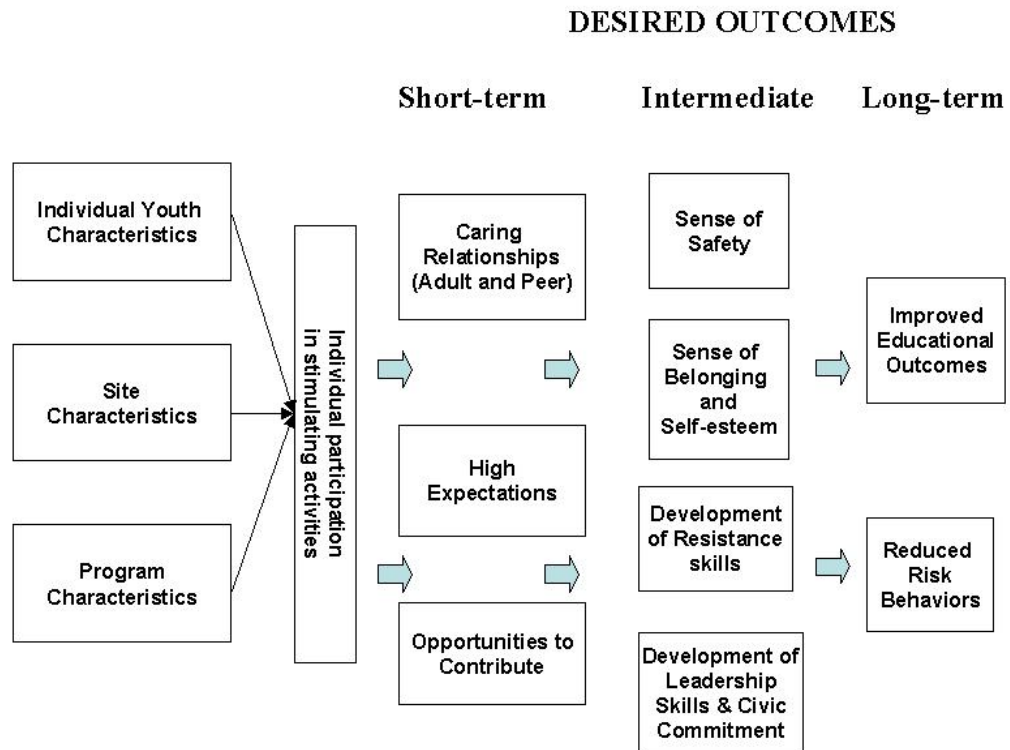 DESIRED OUTCOMES
Short-term
Intermediate
Long-term
Individual Youth
Characteristics
Site
Characteristics
Program
Characteristics
Individual participation
in stimulating activities
Caring
Relationships
(Adult and Peer)
High
Expectations
Opportunities to
Contribute
Sense of
Safety
Sense of
Belonging
and
Self-esteem
Development
of Resistance
skills
Development of
Leadership
Skills & Civic
Commitment
Improved
Educational
Outcomes
Reduced
Risk
Behaviors